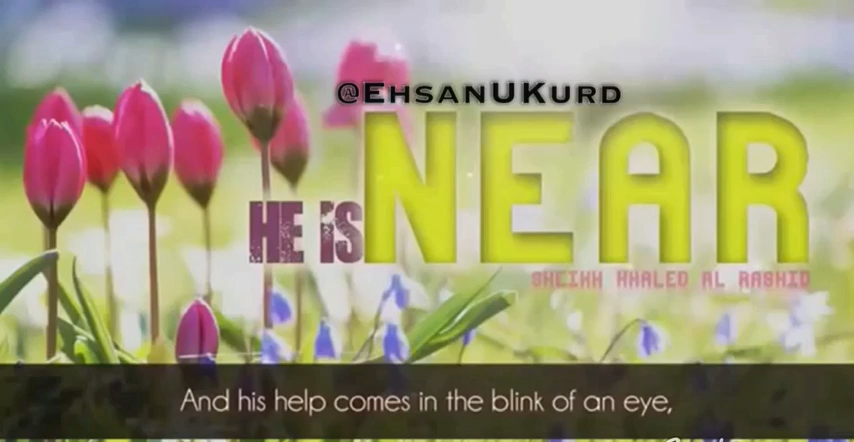 @EHSANUKURD
HE IS NEAR
SHEIKH KHALED AL RASHID
And his help comes in the blink of an eye,